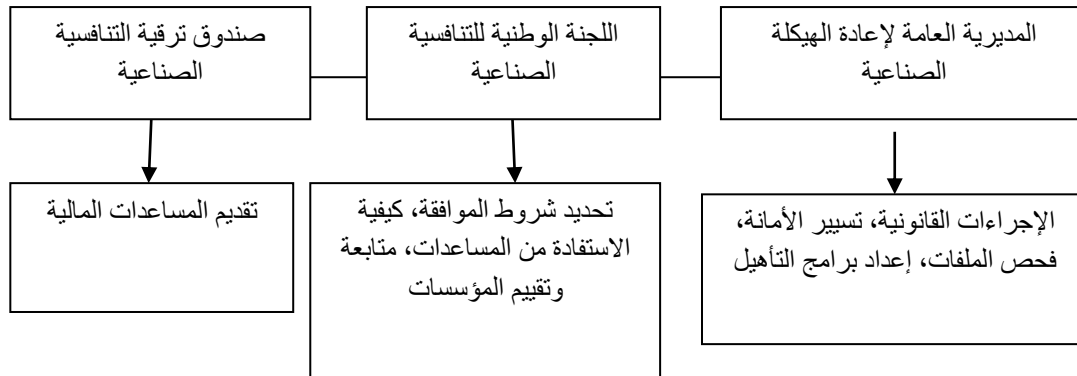 المديرية العامة لإعادة الهيكلة
الصناعية
اللجنة الوطنية للتنافسية
الصناعية
صندوق ترقية التنافسية
الصناعية
الإجراءات القانونية، تسيير الأمانة،
فحص الملفات، إعداد برامج التأهيل
تحديد شروط الموافقة، كيفية
الاستفادة من المساعدات، متابعة
وتقييم المؤسسات
تقديم المساعدات المالية